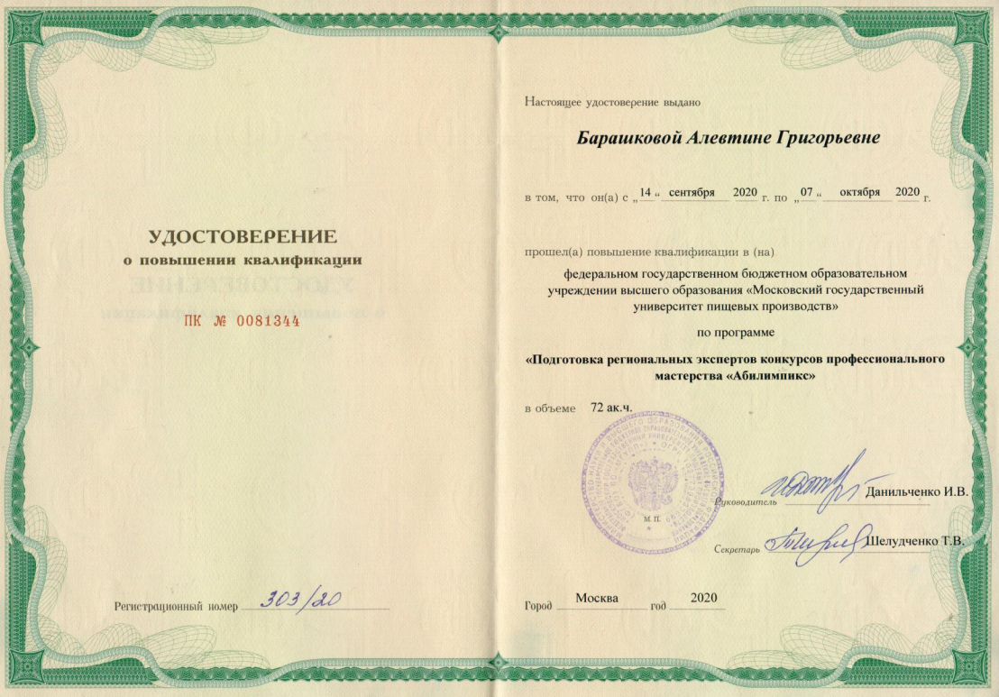 УДОСТОВЕРЕНИЕ
о повышении квалификации
ПК № 0081344
Регистрационный номер 303/20
Настоящее удостоверение выдано
Барашковой Алевтине Григорьевне
в том, что он(а) с „14“ сентября 2020 г. по „07“ октября 2020 г.
прошел(а) повышение квалификации в (на)
федеральном государственном бюджетном образовательном
учреждении высшего образования «Московский государственный
университет пищевых производств»
по программе
«Подготовка региональных экспертов конкурсов профессионального
мастерства «Абилимпикс»
в объеме 72 ак.ч.
М.П.
Руководитель Данильченко И.В.
Секретарь Шелудченко Т.В.
Город Москва год 2020